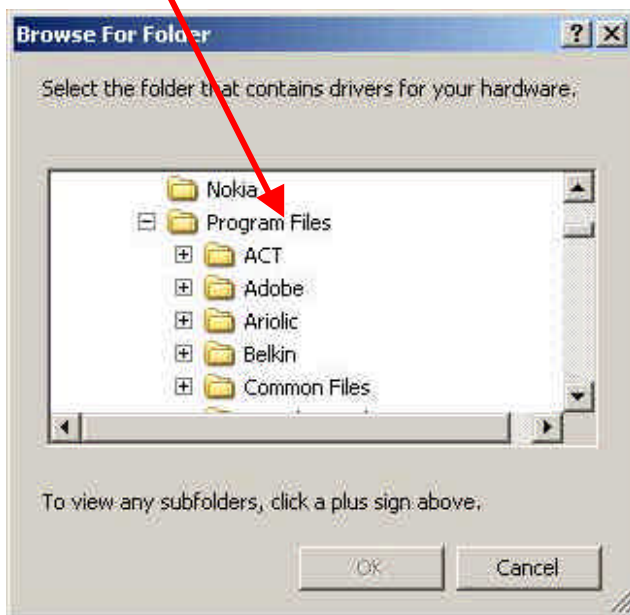 Browse For Folder
Select the folder that contains drivers for your hardware.
Nokia
Program Files
ACT
Adobe
Ariolic
Belkin
Common Files
To view any subfolders, click a plus sign above.
OK Cancel